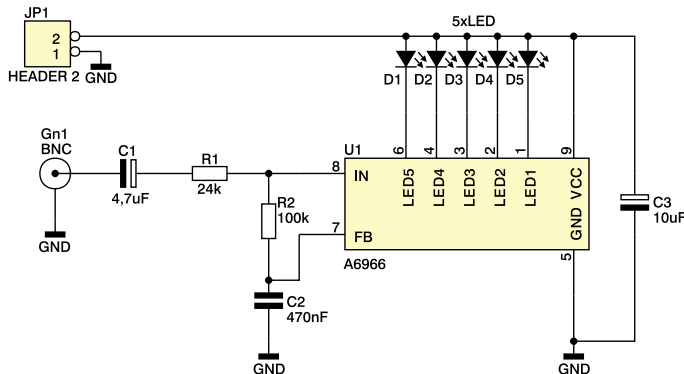 JP1
5xLED
2
1
HEADER 2
GND
D1
D2
D3
D4
D5
Gn1
BNC
C1
R1
U1
6
4
3
2
1
9
8
IN
LED5
LED4
LED3
LED2
LED1
GND VCC
4,7uF
24k
R2
100k
7
FB
C3
10uF
GND
A6966
5
C2
470nF
GND
GND